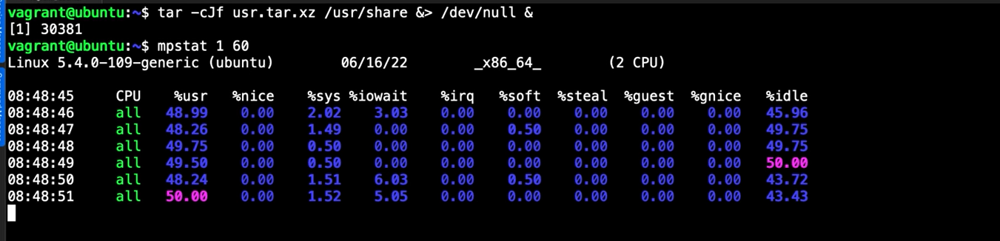 vagrant@ubuntu:~$ tar -cJf usr.tar.xz /usr/share &> /dev/null &
[1] 30381
vagrant@ubuntu:~$ mpstat 1 60
Linux 5.4.0-109-generic (ubuntu) 06/16/22 _x86_64_ (2 CPU)
08:48:45 CPU %usr %nice %sys %iowait %irq %soft %steal %guest %gnice %idle
08:48:46 all 48.99 0.00 2.02 3.03 0.00 0.00 0.00 0.00 0.00 45.96
08:48:47 all 48.26 0.00 1.49 0.00 0.00 0.50 0.00 0.00 0.00 49.75
08:48:48 all 49.75 0.00 0.50 0.00 0.00 0.00 0.00 0.00 0.00 49.75
08:48:49 all 49.50 0.00 0.50 0.00 0.00 0.00 0.00 0.00 0.00 50.00
08:48:50 all 48.24 0.00 1.51 6.03 0.00 0.50 0.00 0.00 0.00 43.72
08:48:51 all 50.00 0.00 1.52 5.05 0.00 0.00 0.00 0.00 0.00 43.43